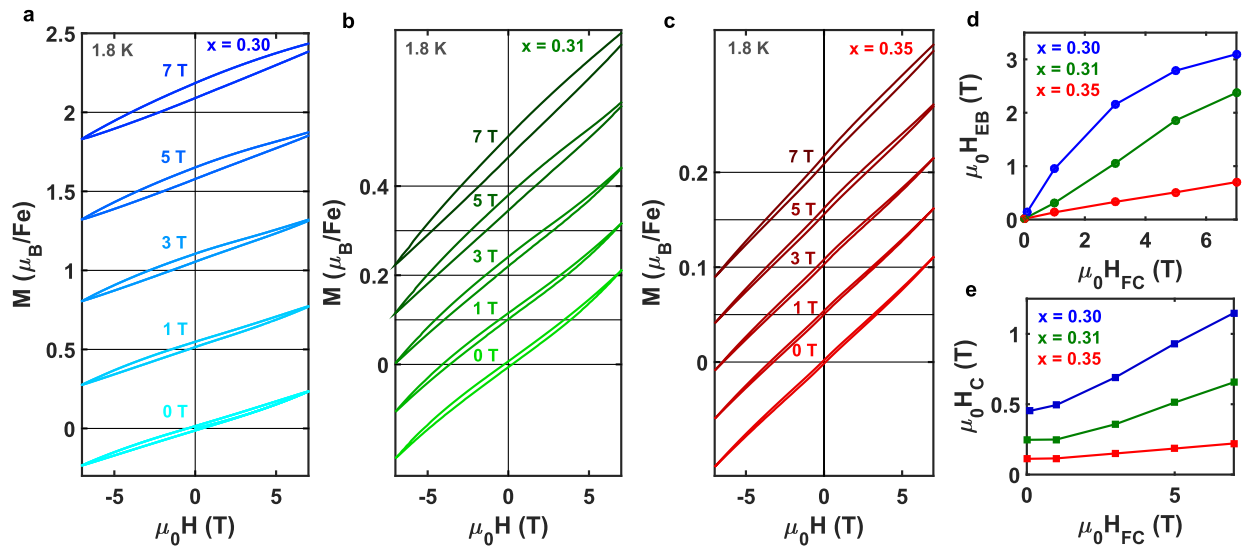 a
1.8 K
x = 0.30
7 T
5 T
3 T
1 T
0 T
2.5
2
1.5
1
0.5
0
M (μB/Fe)
-5
0
5
μ0H (T)
b
1.8 K
x = 0.31
7 T
5 T
3 T
1 T
0 T
0.4
0.2
0
M (μB/Fe)
-5
0
5
μ0H (T)
c
1.8 K
x = 0.35
7 T
5 T
3 T
1 T
0 T
0.2
0.1
0
M (μB/Fe)
-5
0
5
μ0H (T)
d
x = 0.30
x = 0.31
x = 0.35
3
2
1
0
μ0HEB (T)
0
2
4
6
μ0HFC (T)
e
x = 0.30
x = 0.31
x = 0.35
1
0.5
0
μ0HC (T)
0
5
μ0HFC (T)